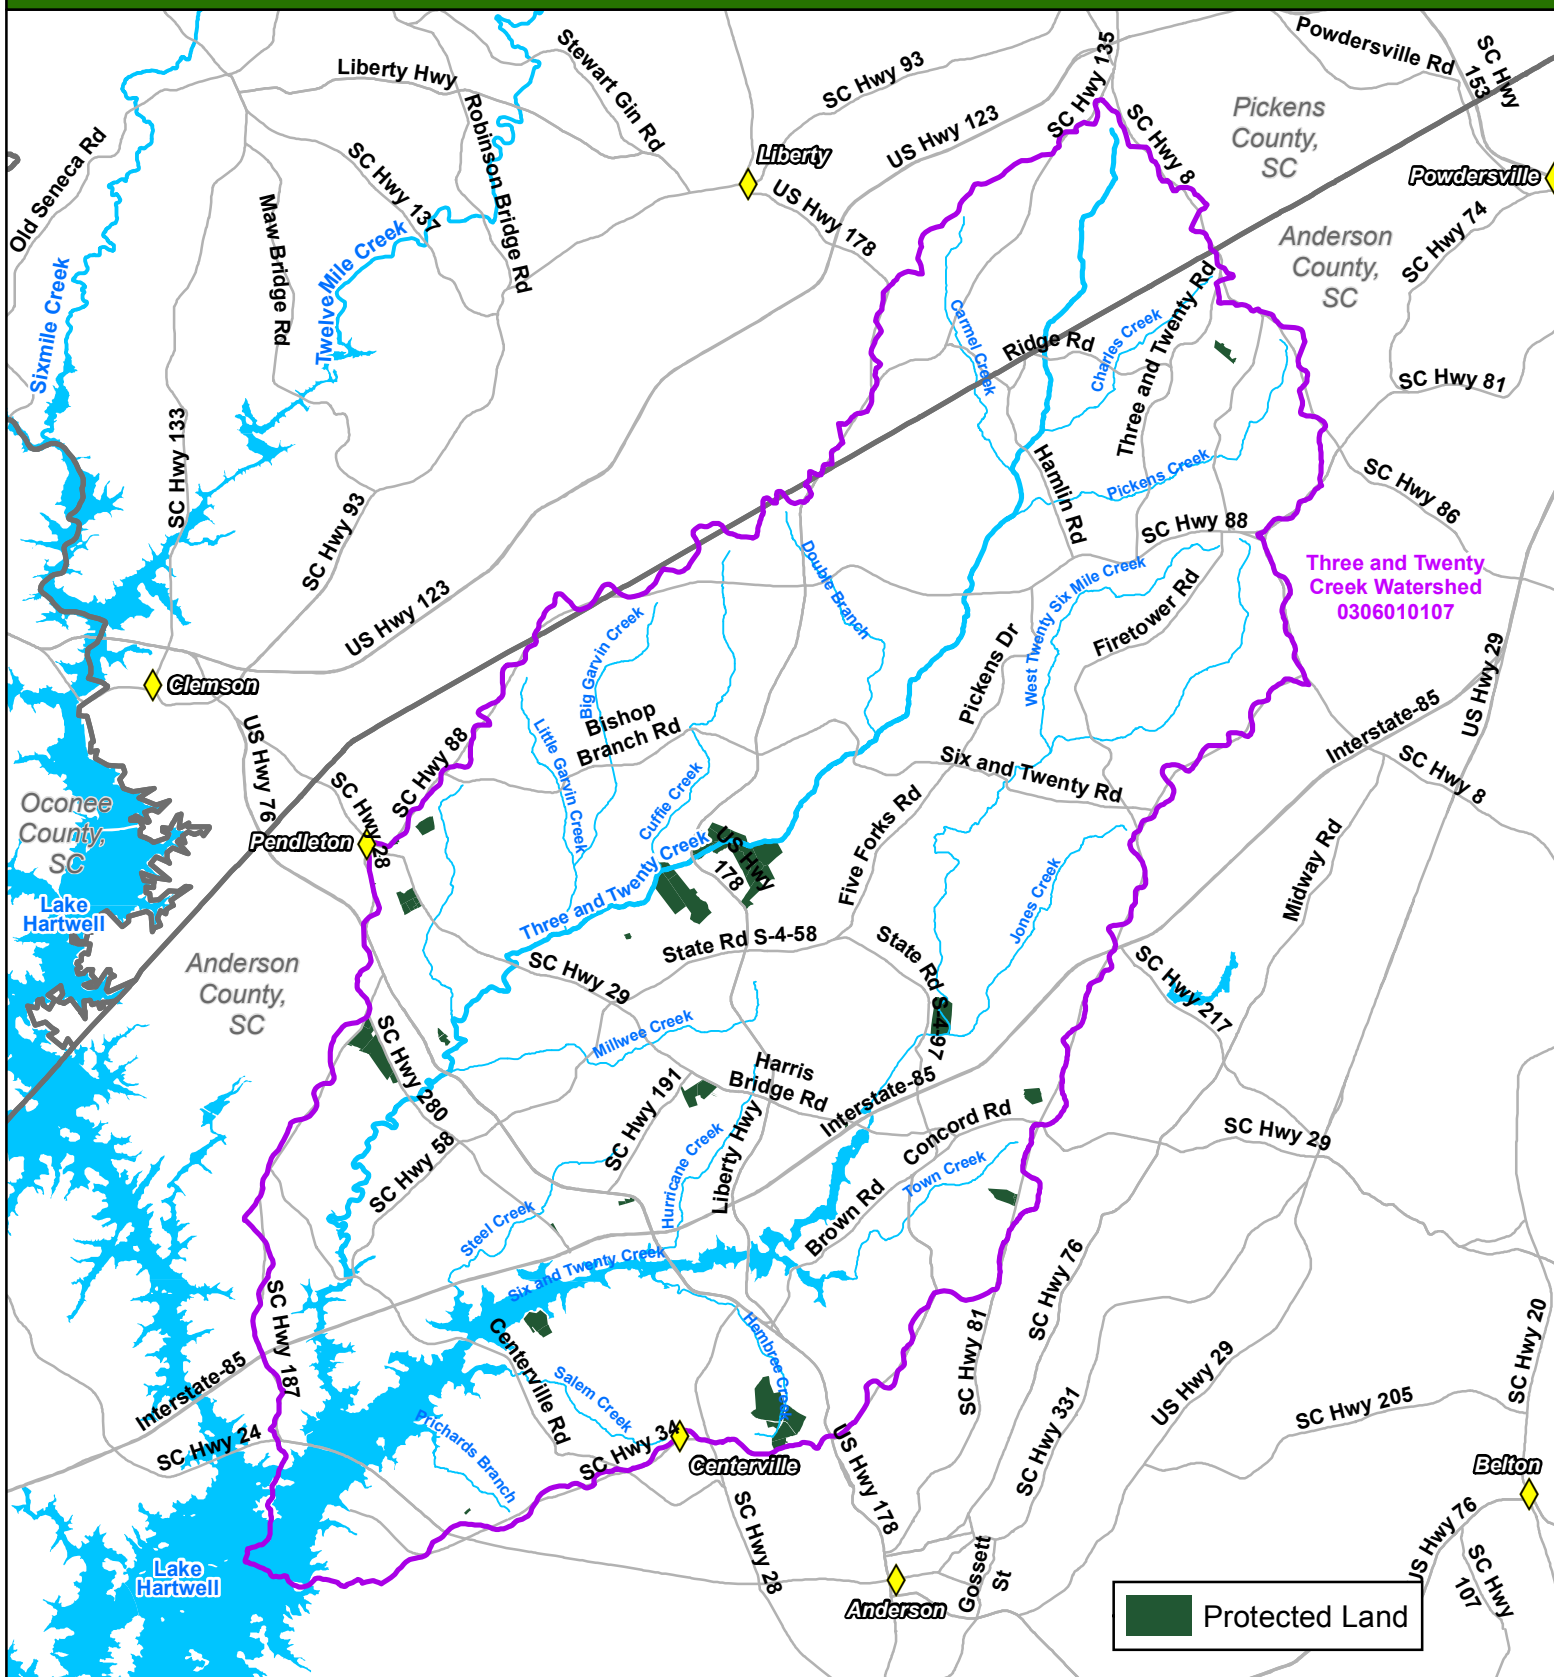 Liberty Hwy
Stewart Gin Rd
SC Hwy 93
SC Hwy 135
Powdersville Rd
SC Hwy
153
Old Seneca Rd
SC Hwy 137
Robinson Bridge Rd
Liberty
US Hwy 123
SC Hwy 8
Pickens
County,
SC
Powdersville
Maw Bridge Rd
Twelve Mile Creek
US Hwy 178
Anderson
County,
SC
SC Hwy 74
Sixmile Creek
Carmel Creek
Ridge Rd
Charles Creek
Three and Twenty Rd
SC Hwy 81
SC Hwy 133
SC Hwy 93
Hamlin Rd
Pickens Creek
SC Hwy 86
SC Hwy 88
US Hwy 123
Double Branch
West Twenty Six Mile Creek
Firetower Rd
Three and Twenty
Creek Watershed
0306010107
Clemson
Big Garvin Creek
Pickens Dr
US Hwy 29
US Hwy 76
SC Hwy 28
SC Hwy 88
Little Garvin Creek
Bishop
Branch Rd
Cuffie Creek
Six and Twenty Rd
Interstate-85
SC Hwy 8
Oconee
County,
SC
Pendleton
Three and Twenty Creek
US Hwy
178
Five Forks Rd
Jones Creek
Midway Rd
Lake
Hartwell
State Rd S-4-58
State Rd S-4-97
SC Hwy 29
SC Hwy 217
Anderson
County,
SC
SC Hwy 280
Millwee Creek
Harris
Bridge Rd
Interstate-85
SC Hwy 191
Concord Rd
SC Hwy 29
SC Hwy 58
Hurricane Creek
Liberty Hwy
Town Creek
Steel Creek
Brown Rd
Six and Twenty Creek
SC Hwy 76
SC Hwy 187
Centerville Rd
Hembree Creek
SC Hwy 81
SC Hwy 20
Interstate-85
Salem Creek
US Hwy 29
SC Hwy 331
SC Hwy 205
Prichards Branch
SC Hwy 24
SC Hwy 34
Centerville
US Hwy 178
Belton
SC Hwy 28
US Hwy 76
SC Hwy
107
Lake
Hartwell
Gossett
St
Anderson
Protected Land